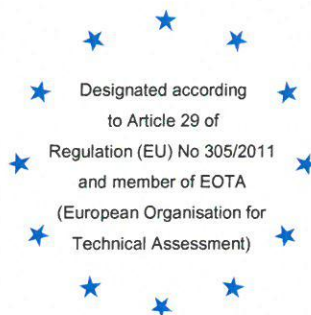 Designated according
to Article 29 of
Regulation (EU) No 305/2011
and member of EOTA
(European Organisation for
Technical Assessment)